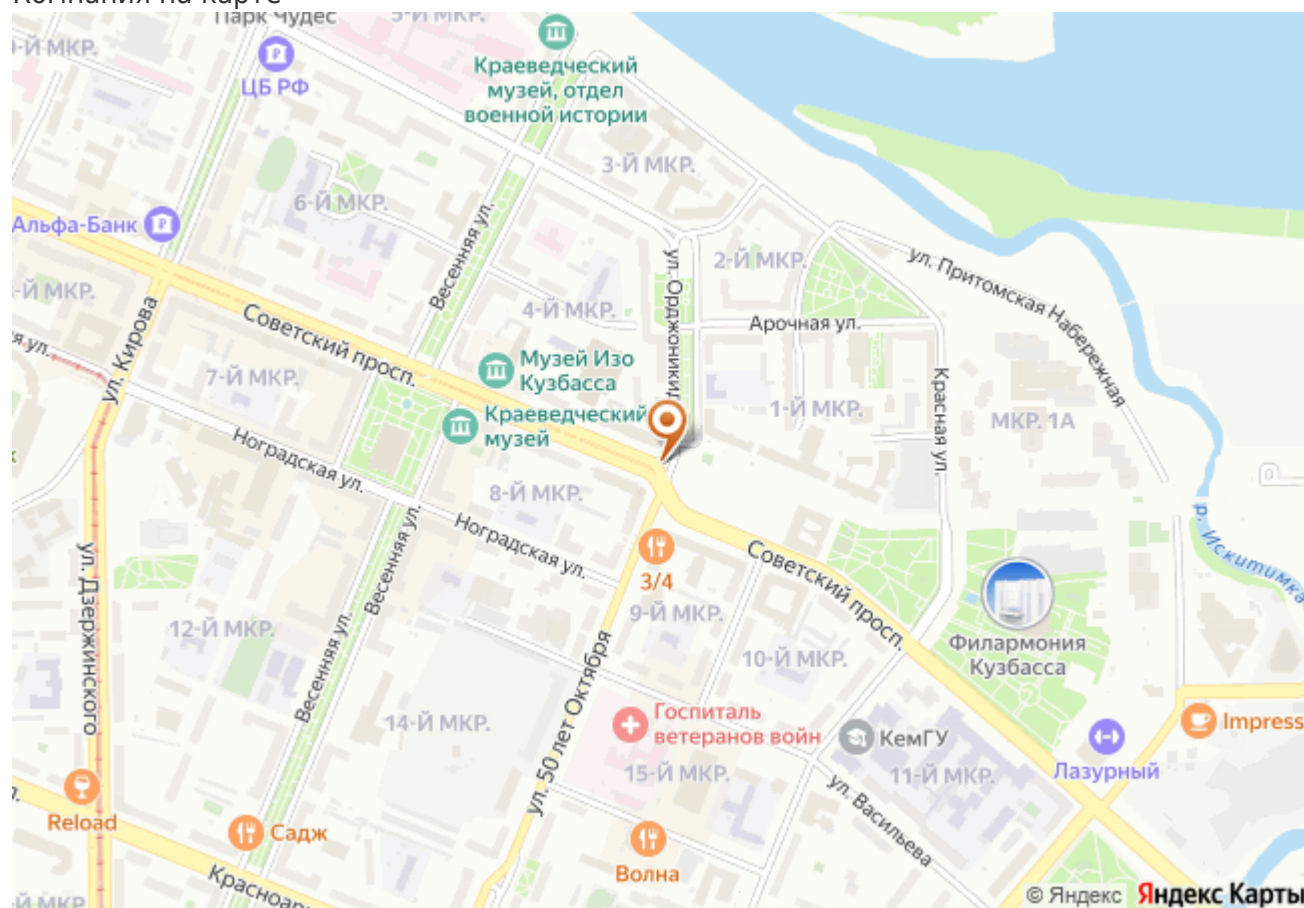 Компания на карте
Парк Чудес
5-Й МКР.
Й МКР.
ЦБ РФ
Краеведческий
музей, отдел
военной истории
3-Й МКР.
6-Й МКР.
Альфа-Банк
Весенняя ул.
ул. Орджоники
2-Й МКР.
ул. Притомская Набережная
-Й МКР.
4-Й МКР.
Арочная ул.
Советский просп.
ул. Кирова
я ул.
7-Й МКР.
Музей Изо
Кузбасса
Краеведческий
музей
1-Й МКР.
Красная ул.
МКР. 1А
Ноградская ул.
8-Й МКР.
р. Искитимка
Ноградская ул.
Весенняя ул.
3/4
Советский просп.
ул. Дзержинского
12-Й МКР.
Весенняя ул.
9-Й МКР.
10-Й МКР.
Филармония
Кузбасса
14-Й МКР.
ул. 50 лет Октября
Госпиталь
ветеранов войн
КемГУ
Impress
15-Й МКР.
11-Й МКР.
Лазурный
ул. Васильева
Reload
Садж
Волна
Красноар
Й МКР
© Яндекс Яндекс Карты